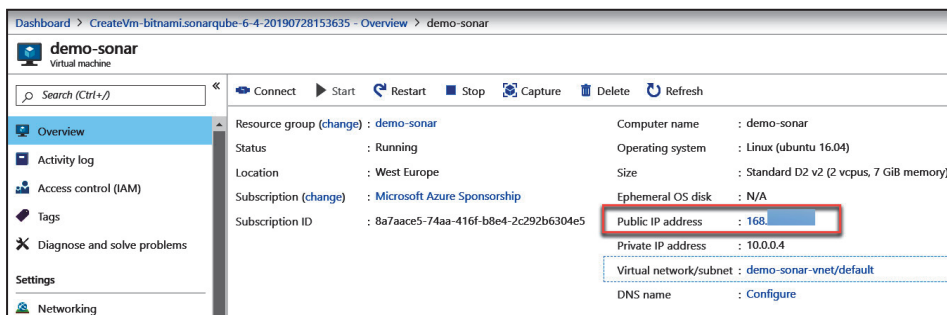 Dashboard > CreateVm-bitnami.sonarqube-6-4-20190728153635 - Overview > demo-sonar
demo-sonar
Virtual machine
Search (Ctrl+/)
«
Connect Start Restart Stop Capture Delete Refresh
Overview
Activity log
Access control (IAM)
Tags
Diagnose and solve problems
Settings
Networking
Resource group (change) : demo-sonar
Status : Running
Location : West Europe
Subscription (change) : Microsoft Azure Sponsorship
Subscription ID : 8a7aace5-74aa-416f-b8e4-2c292b6304e5
Computer name : demo-sonar
Operating system : Linux (ubuntu 16.04)
Size : Standard D2 v2 (2 vcpus, 7 GiB memory)
Ephemeral OS disk : N/A
Public IP address : 168.
Private IP address : 10.0.0.4
Virtual network/subnet : demo-sonar-vnet/default
DNS name : Configure